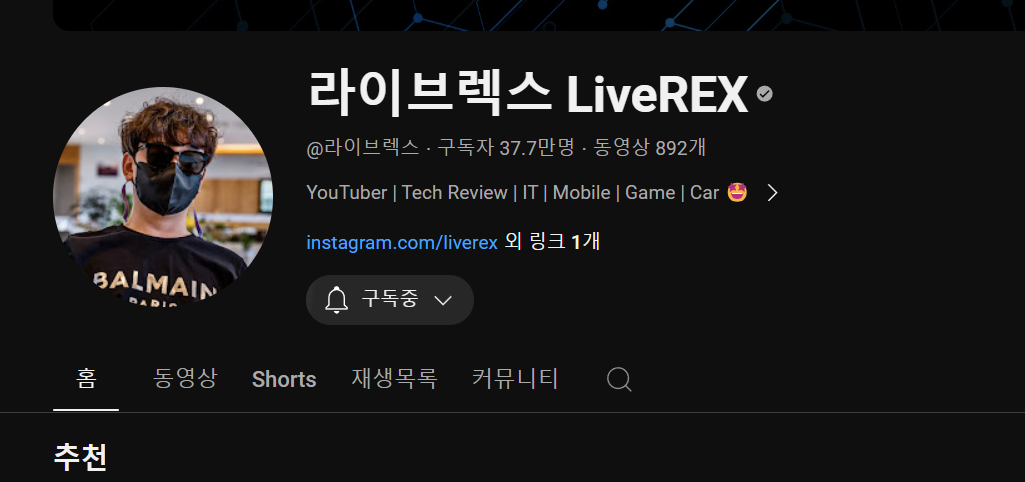 라이브렉스 LiveREX
@라이브렉스 · 구독자 37.7만명 · 동영상 892개
YouTuber | Tech Review | IT | Mobile | Game | Car 🤩
instagram.com/liverex 외 링크 1개
BALMAIN
PARIS
구독중
홈 동영상 Shorts 재생목록 커뮤니티
추천